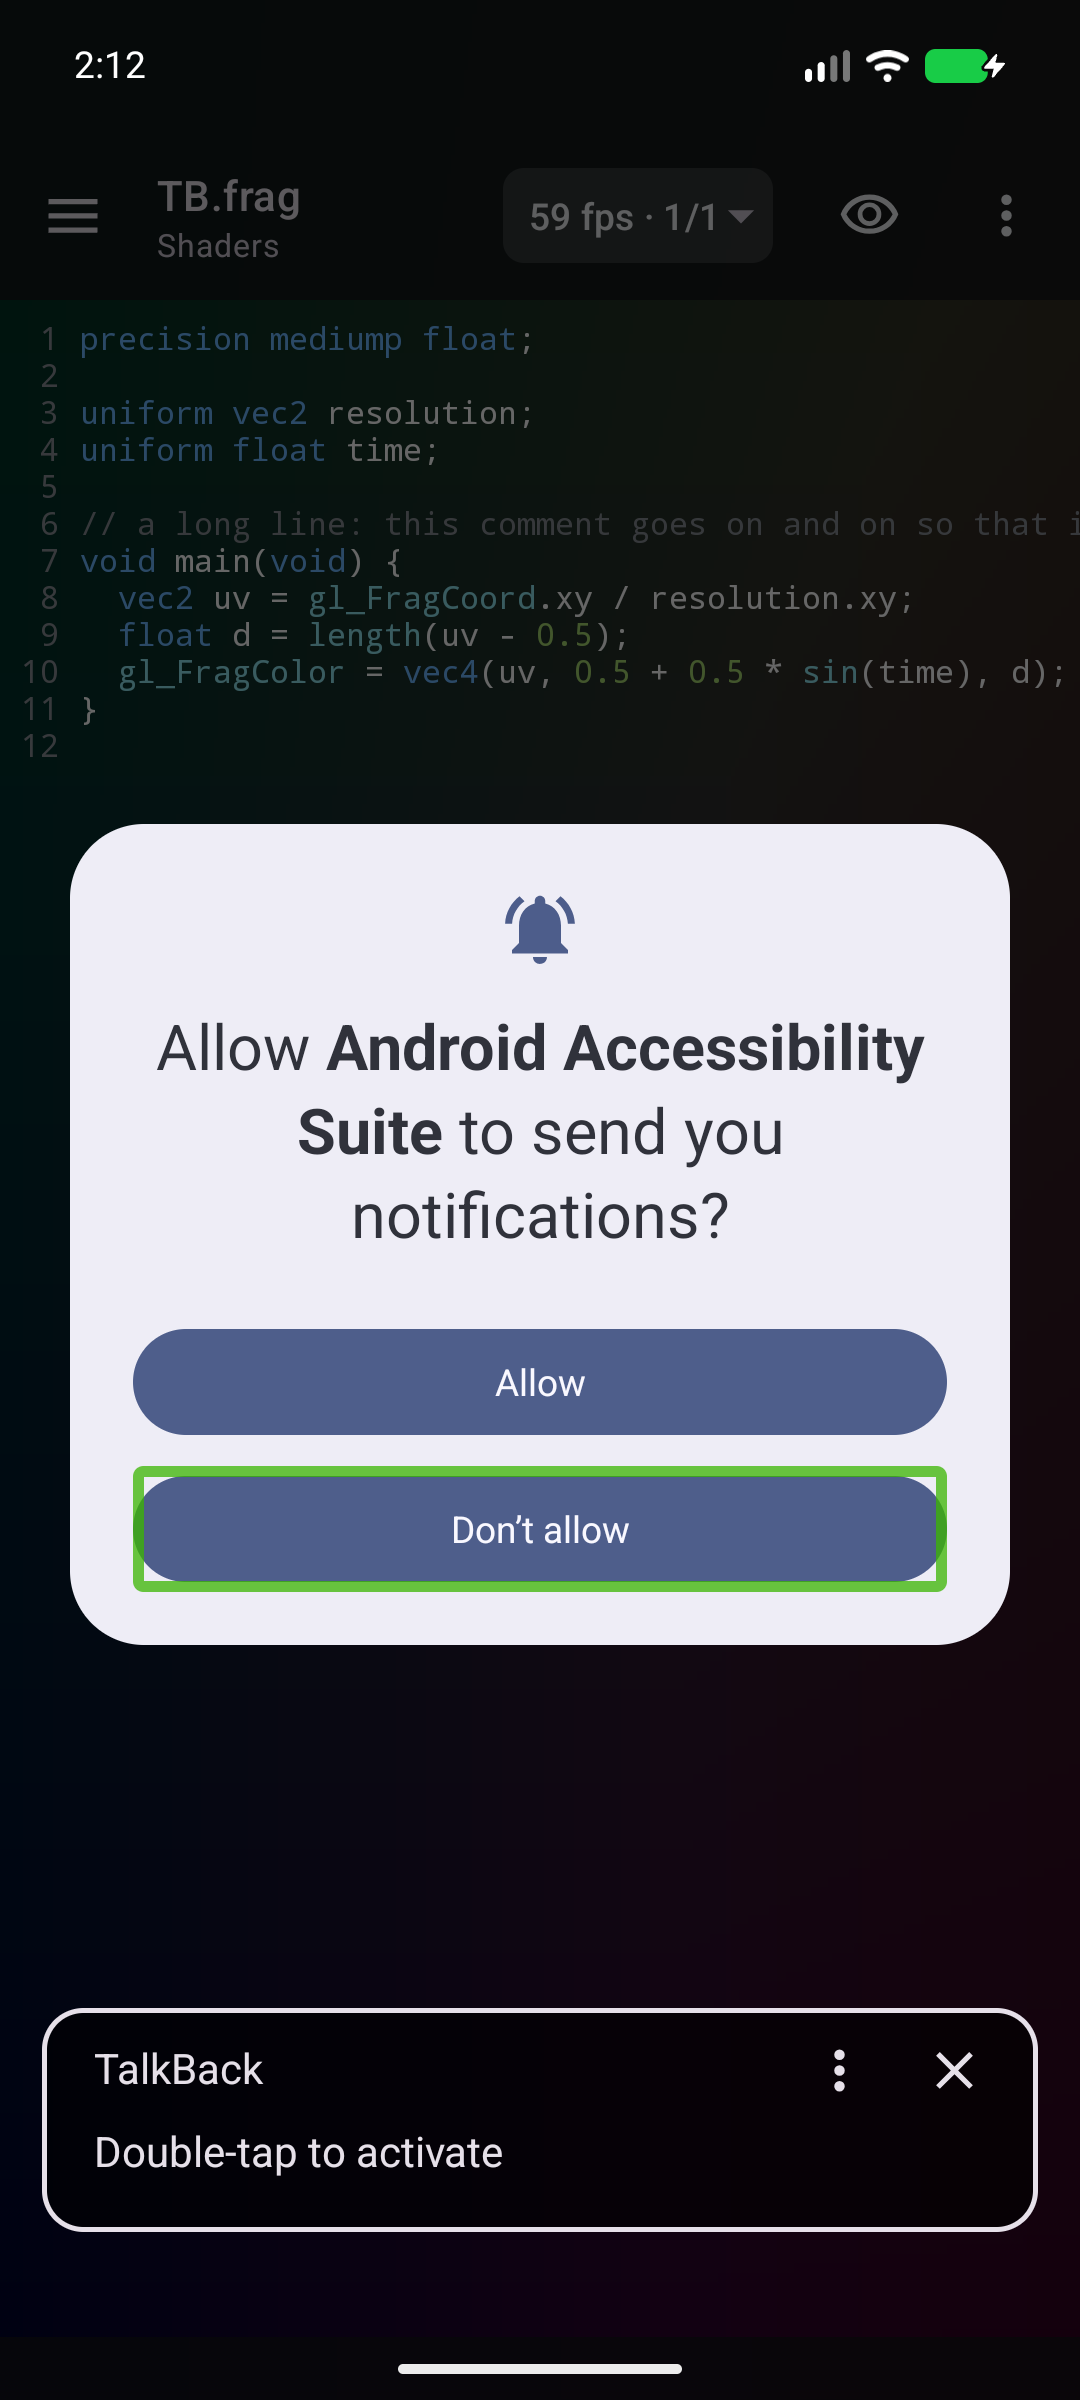 2:12
TB.frag
Shaders
59 fps · 1/1
1 precision mediump float;
2
3 uniform vec2 resolution;
4 uniform float time;
5
6 // a long line: this comment goes on and on so that i
7 void main(void) {
8   vec2 uv = gl_FragCoord.xy / resolution.xy;
9   float d = length(uv - 0.5);
10   gl_FragColor = vec4(uv, 0.5 + 0.5 * sin(time), d);
11 }
12
Allow Android Accessibility
Suite to send you
notifications?
Allow
Don’t allow
TalkBack
Double-tap to activate